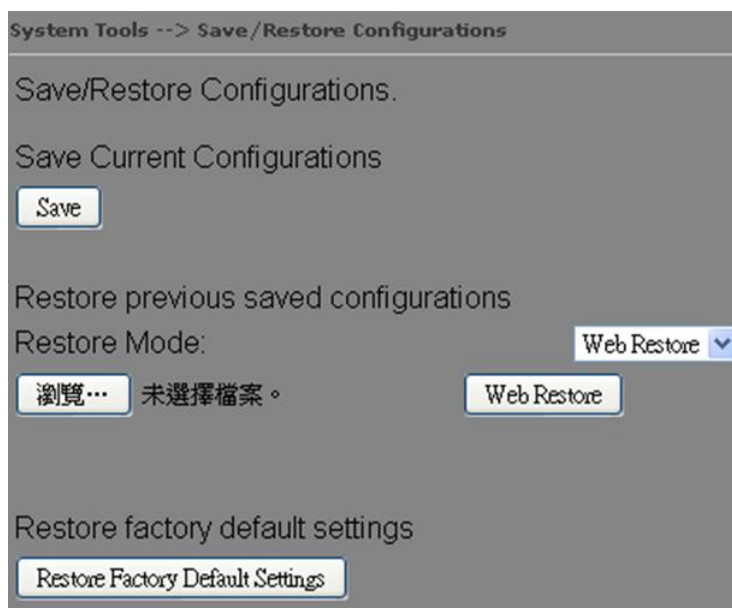 System Tools --> Save/Restore Configurations
Save/Restore Configurations.
Save Current Configurations
Save
Restore previous saved configurations
Restore Mode: Web Restore
瀏覽… 未選擇檔案。 Web Restore
Restore factory default settings
Restore Factory Default Settings